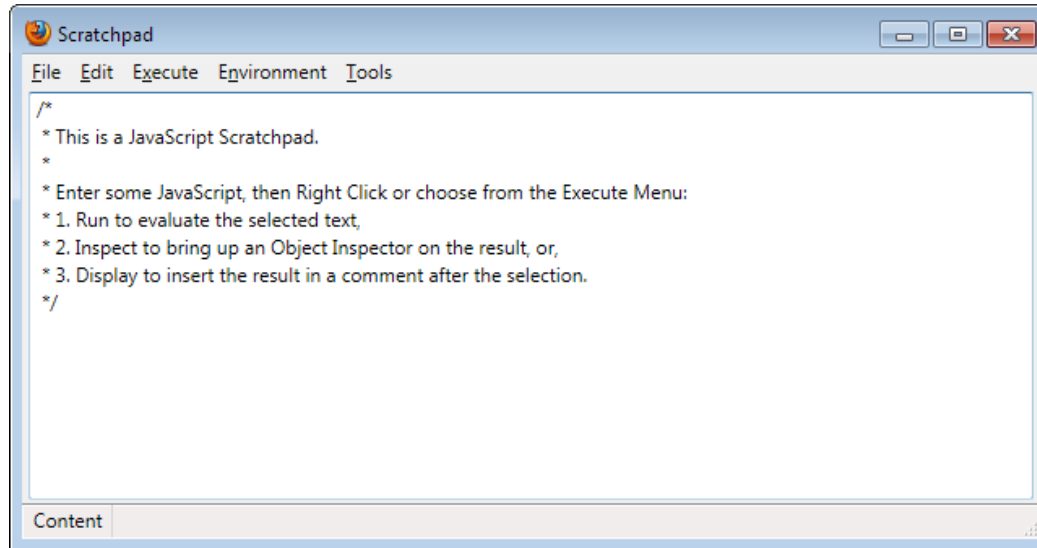 Scratchpad
File Edit Execute Environment Tools
/*
* This is a JavaScript Scratchpad.
*
* Enter some JavaScript, then Right Click or choose from the Execute Menu:
* 1. Run to evaluate the selected text,
* 2. Inspect to bring up an Object Inspector on the result, or,
* 3. Display to insert the result in a comment after the selection.
*/
Content